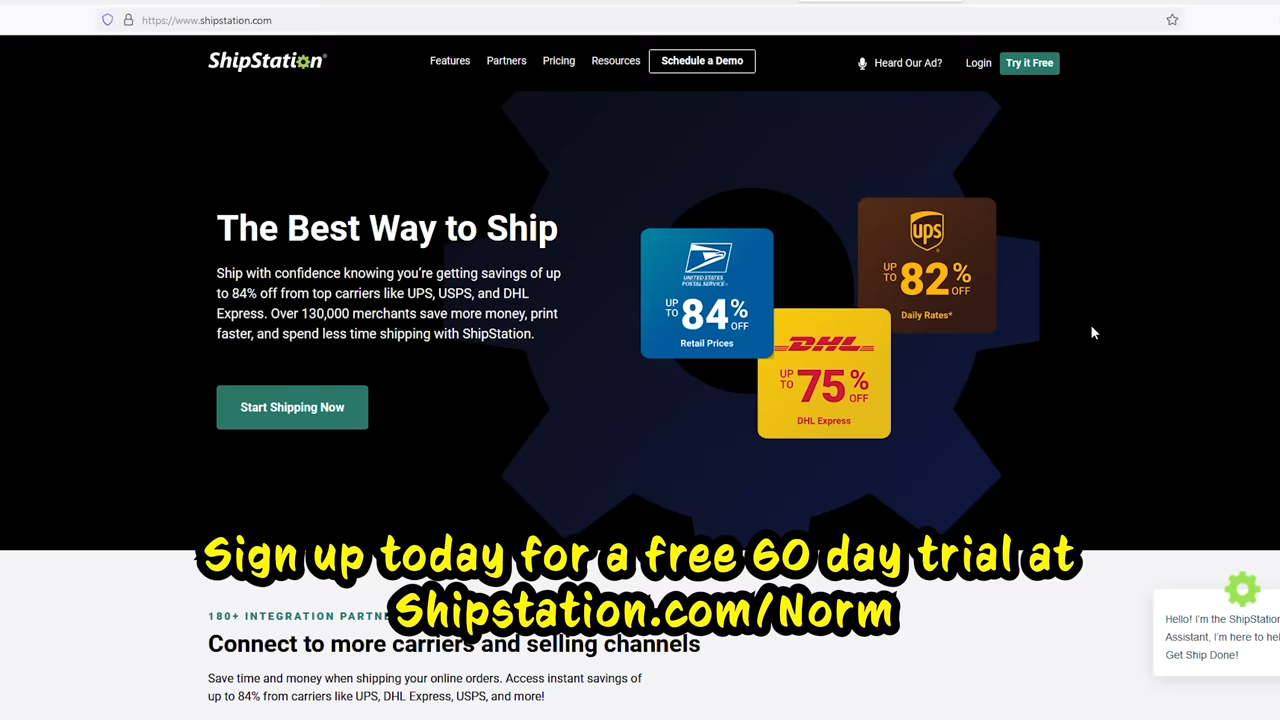 https://www.shipstation.com
ShipStation®
Features
Partners
Pricing
Resources
Schedule a Demo
Heard Our Ad?
Login
Try it Free
The Best Way to Ship
Ship with confidence knowing you're getting savings of up
to 84% off from top carriers like UPS, USPS, and DHL
Express. Over 130,000 merchants save more money, print
faster, and spend less time shipping with ShipStation.
Start Shipping Now
UNITED STATES
POSTAL SERVICE
UP TO 84% OFF
Retail Prices
ups
UP TO 82% OFF
Daily Rates*
DHL
UP TO 75% OFF
DHL Express
Sign up today for a free 60 day trial at
Shipstation.com/Norm
180+ INTEGRATION PARTN
Connect to more carriers and selling channels
Save time and money when shipping your online orders. Access instant savings of
up to 84% from carriers like UPS, DHL Express, USPS, and more!
Hello! I'm the ShipStation
Assistant, I'm here to hel
Get Ship Done!